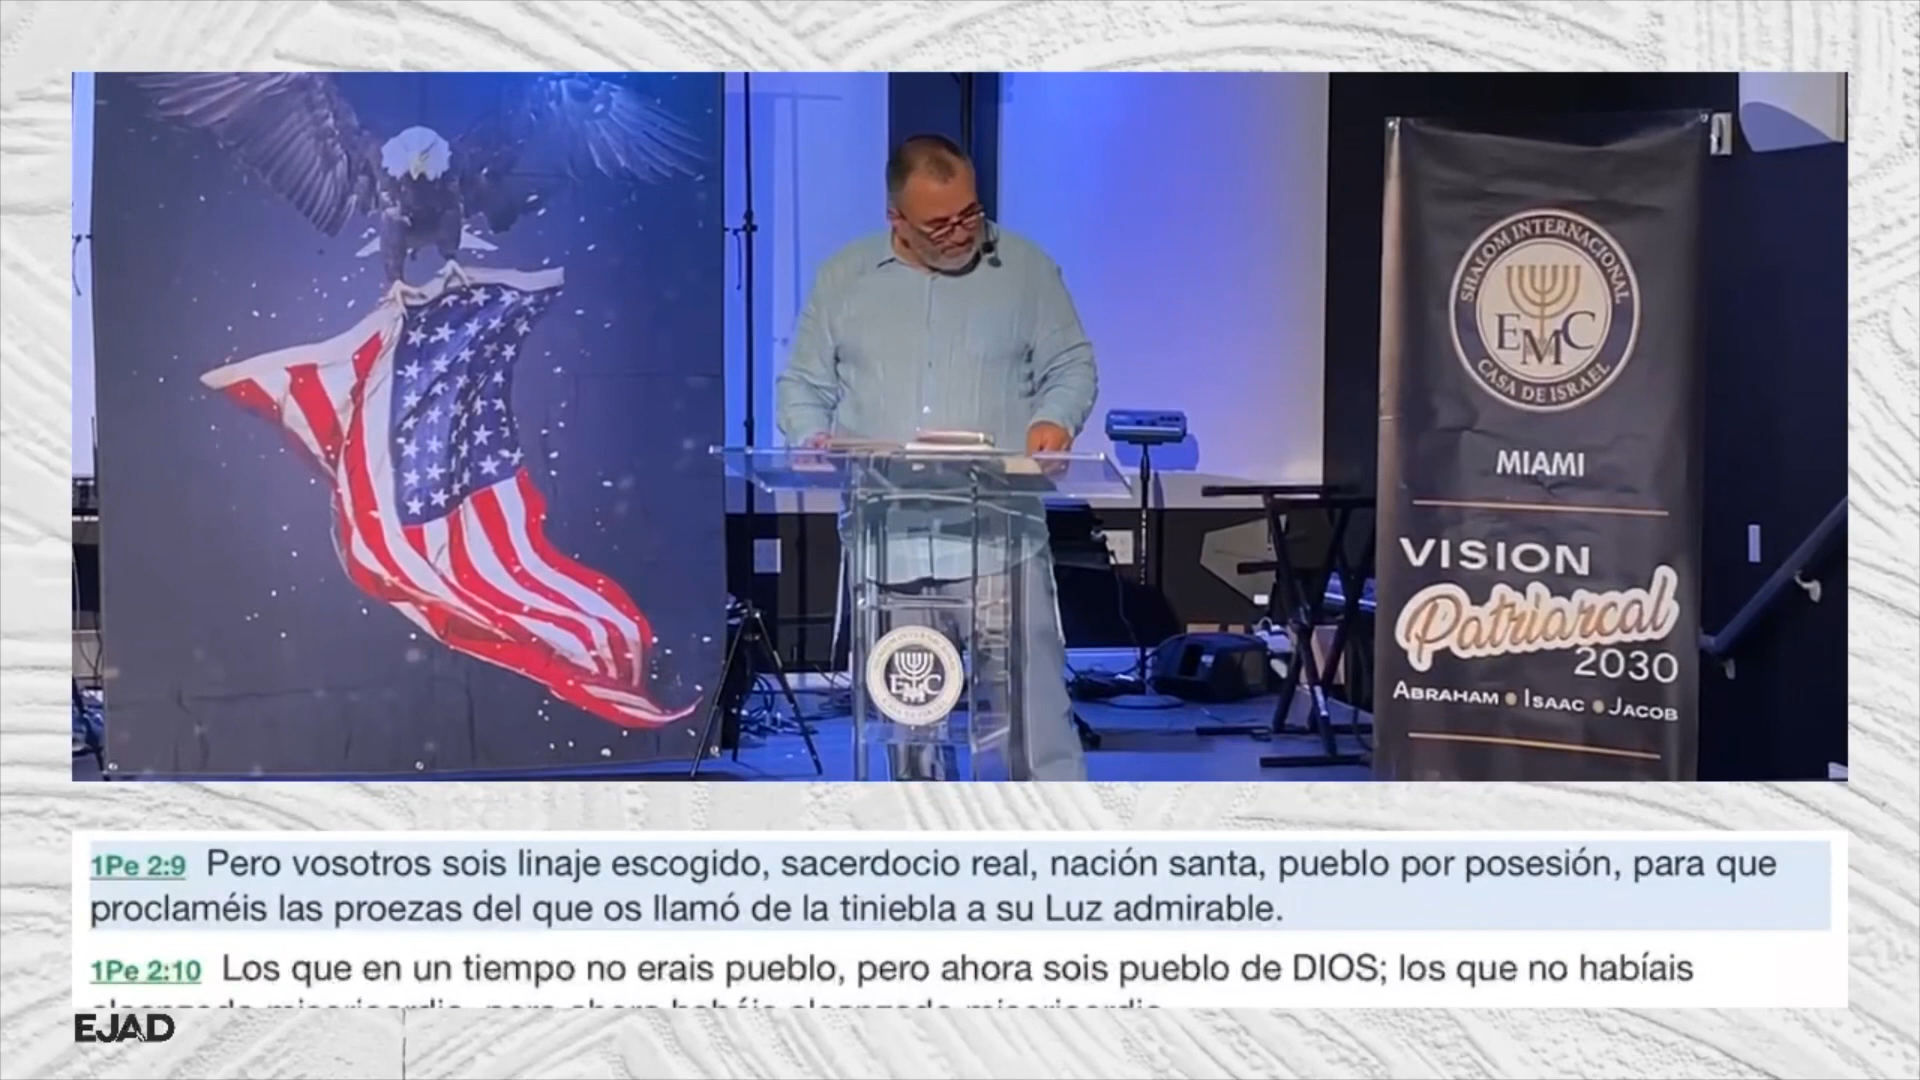 SHALOM INTERNACIONAL
EMC
CASA DE ISRAEL
MIAMI
VISION
Patriarcal
2030
ABRAHAM • ISAAC • JACOB
EMC
1Pe 2:9 Pero vosotros sois linaje escogido, sacerdocio real, nación santa, pueblo por posesión, para que
proclaméis las proezas del que os llamó de la tiniebla a su Luz admirable.
1Pe 2:10 Los que en un tiempo no erais pueblo, pero ahora sois pueblo de DIOS; los que no habíais
EJAD